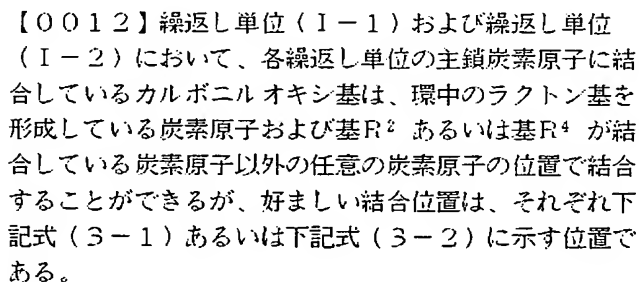 【００１２】繰返し単位（Ｉ－１）および繰返し単位
（Ｉ－２）において、各繰返し単位の主鎖炭素原子に結
合しているカルボニルオキシ基は、環中のラクトン基を
形成している炭素原子および基R² あるいは基R⁴ が結
合している炭素原子以外の任意の炭素原子の位置で結合
することができるが、好ましい結合位置は、それぞれ下
記式（３－１）あるいは下記式（３－２）に示す位置で
ある。